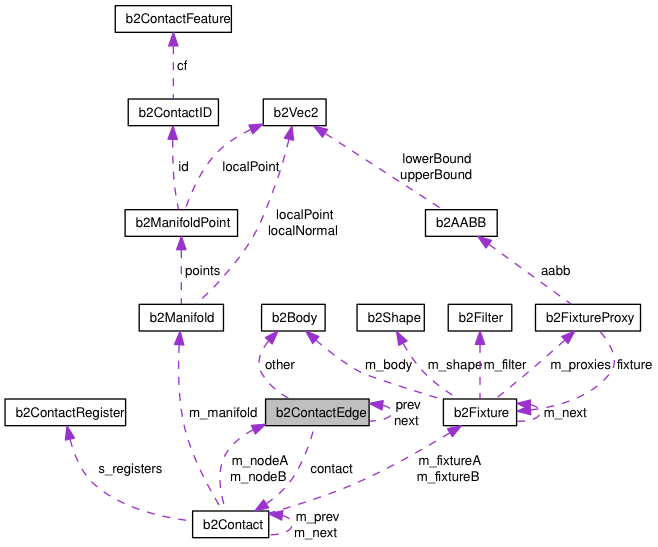 b2ContactFeature
cf
b2ContactID
b2Vec2
lowerBound
upperBound
id
localPoint
b2ManifoldPoint
localPoint
localNormal
b2AABB
points
aabb
b2Manifold
b2Body
b2Shape
b2Filter
b2FixtureProxy
other
m_body
m_shape
m_filter
m_proxies
fixture
b2ContactRegister
m_manifold
b2ContactEdge
prev
next
b2Fixture
m_next
s_registers
m_nodeA
m_nodeB
contact
m_fixtureA
m_fixtureB
b2Contact
m_prev
m_next